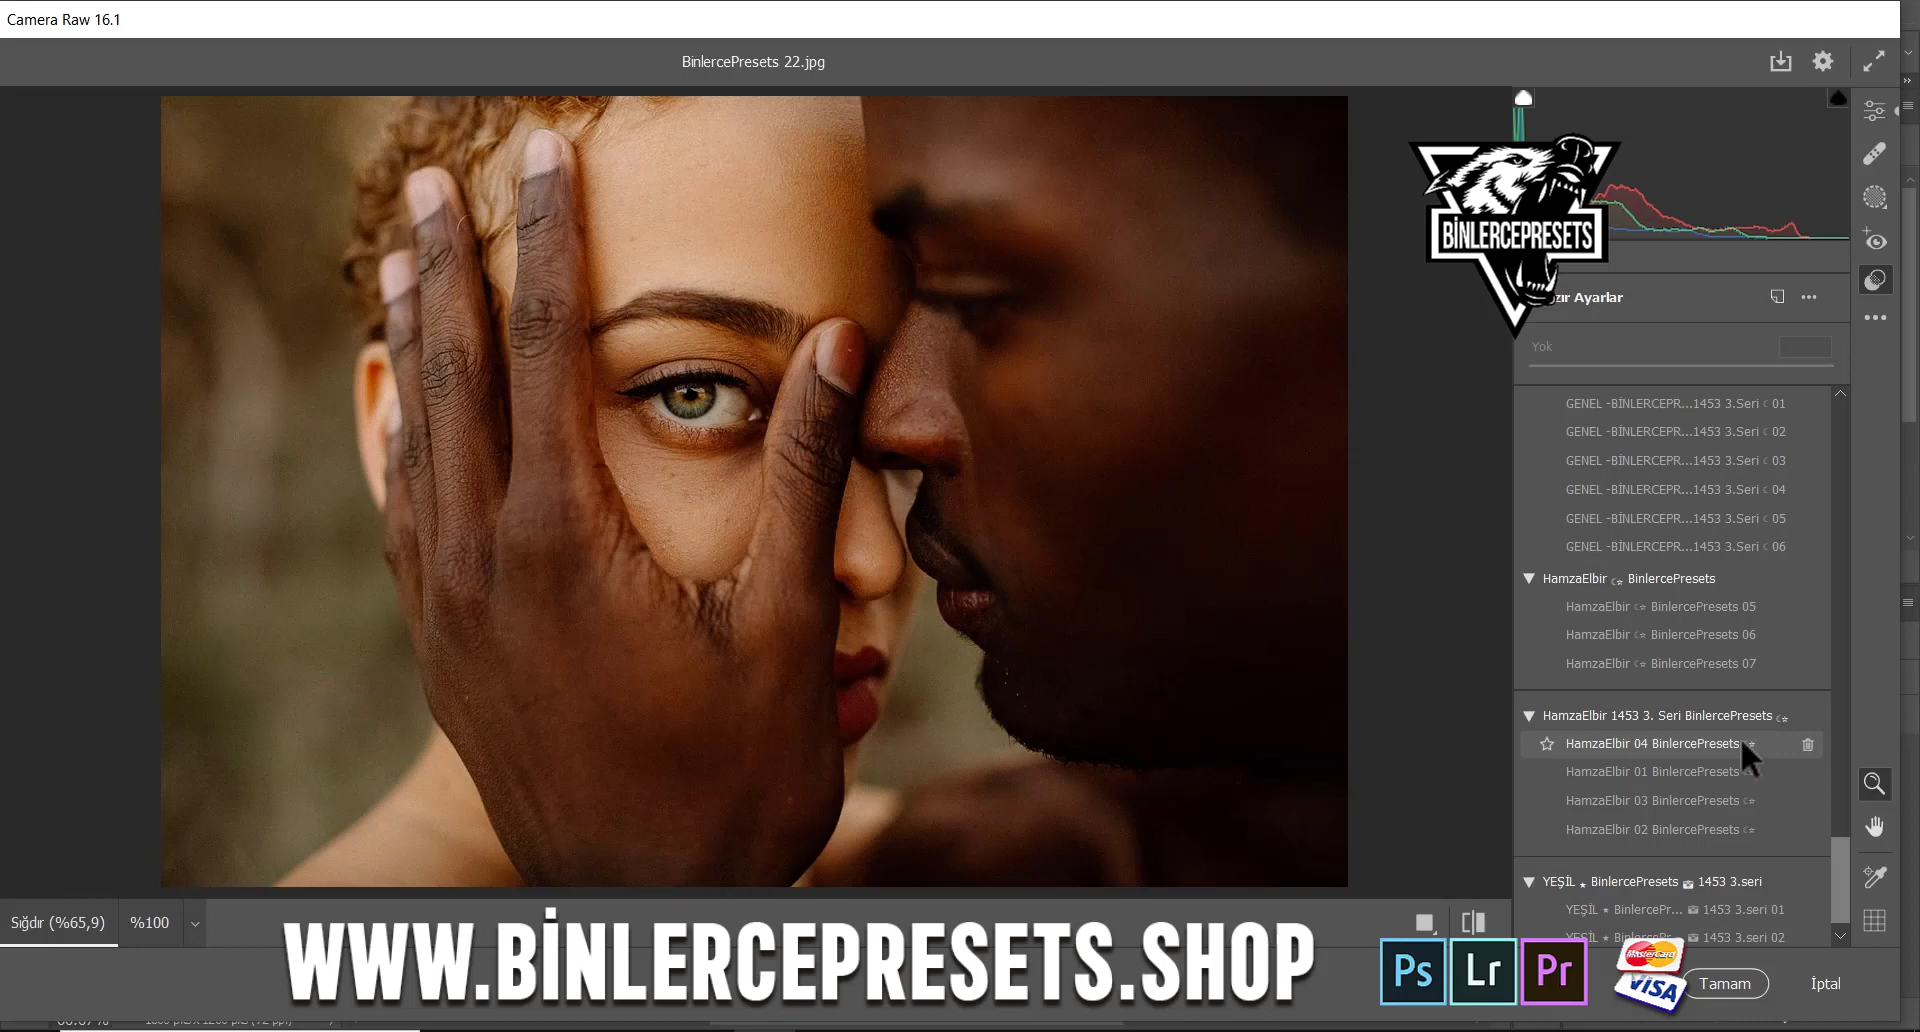 Camera Raw 16.1
BinlercePresets 22.jpg
BİNLERCEPRESETS
zır Ayarlar
Yok
GENEL -BİNLERCEPR...1453 3.Seri ☾ 01
GENEL -BİNLERCEPR...1453 3.Seri ☾ 02
GENEL -BİNLERCEPR...1453 3.Seri ☾ 03
GENEL -BİNLERCEPR...1453 3.Seri ☾ 04
GENEL -BİNLERCEPR...1453 3.Seri ☾ 05
GENEL -BİNLERCEPR...1453 3.Seri ☾ 06
HamzaElbir ☾⭐ BinlercePresets
HamzaElbir ☾⭐ BinlercePresets 05
HamzaElbir ☾⭐ BinlercePresets 06
HamzaElbir ☾⭐ BinlercePresets 07
HamzaElbir 1453 3. Seri BinlercePresets ☾⭐
HamzaElbir 04 BinlercePresets
HamzaElbir 01 BinlercePresets
HamzaElbir 03 BinlercePresets ☾⭐
HamzaElbir 02 BinlercePresets ☾⭐
YEŞİL ★ BinlercePresets 📷 1453 3.seri
YEŞİL ★ BinlercePr... 📷 1453 3.seri 01
YEŞİL ★ BinlercePr... 📷 1453 3.seri 02
Sığdır (%65,9)
%100
WWW.BİNLERCEPRESETS.SHOP
Ps
Lr
Pr
MasterCard
VISA
Tamam
İptal